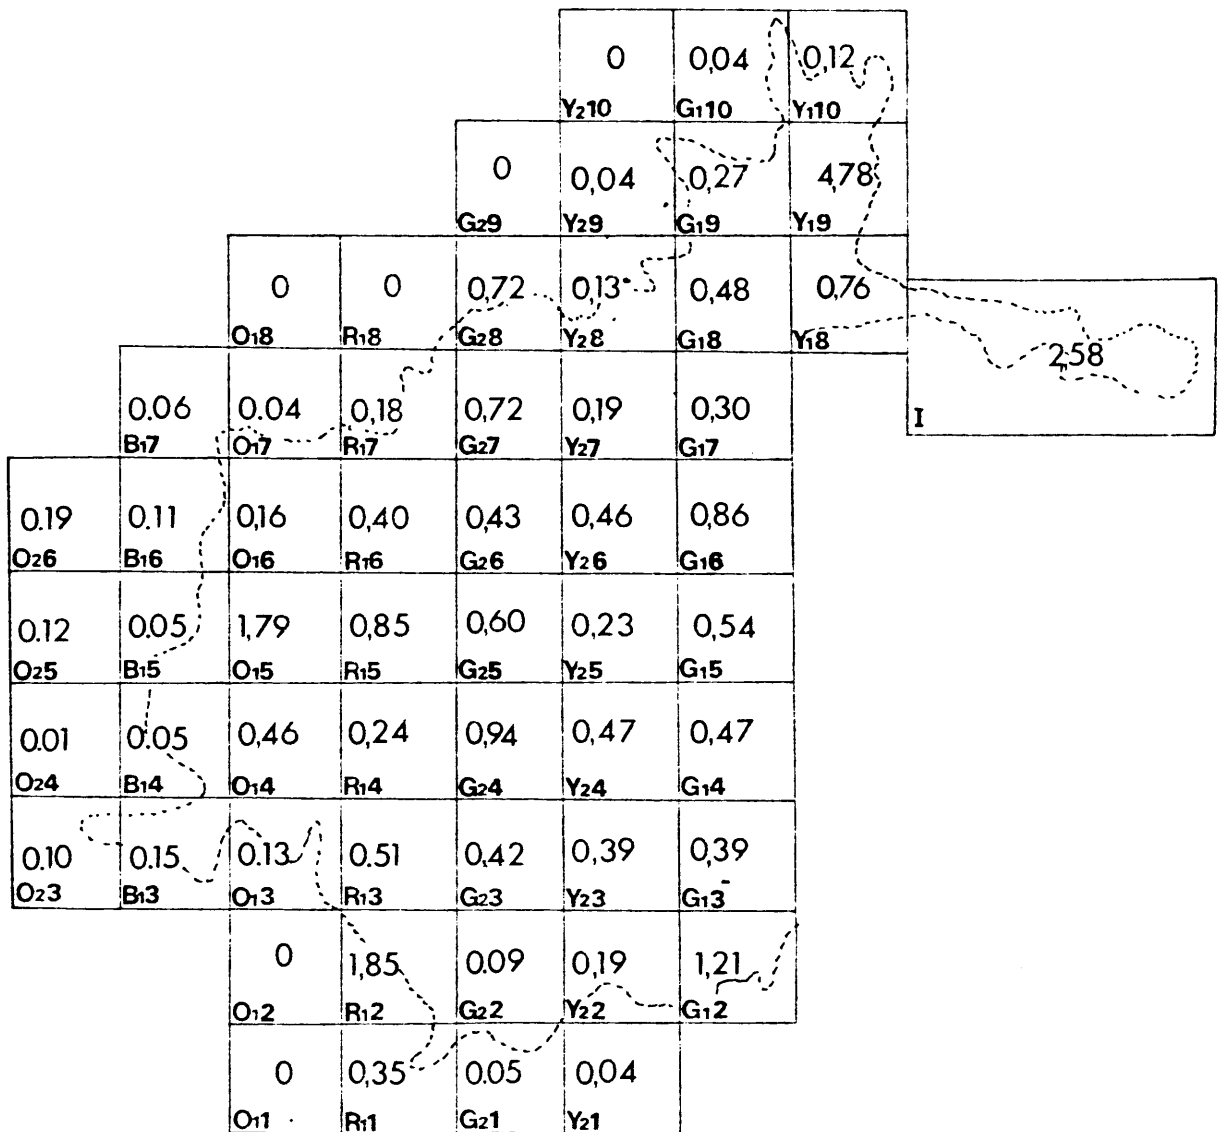 0 0,04 0,12
Y₂10 G₁10 Y₁10
0 0,04 0,27 4,78
G₂9 Y₂9 G₁9 Y₁9
0 0 0,72 0,13 0,48 0,76
O₁8 R₁8 G₂8 Y₂8 G₁8 Y₁8
2,58
I
0.06 0.04 0,18 0,72 0,19 0,30
B₁7 O₁7 R₁7 G₂7 Y₂7 G₁7
0.19 0.11 0,16 0,40 0,43 0,46 0,86
O₂6 B₁6 O₁6 R₁6 G₂6 Y₂6 G₁6
0.12 0.05 1,79 0,85 0,60 0,23 0,54
O₂5 B₁5 O₁5 R₁5 G₂5 Y₂5 G₁5
0.01 0.05 0,46 0,24 0,94 0,47 0,47
O₂4 B₁4 O₁4 R₁4 G₂4 Y₂4 G₁4
0.10 0.15 0.13 0.51 0,42 0,39 0,39
O₂3 B₁3 O₁3 R₁3 G₂3 Y₂3 G₁3
0 1,85 0.09 0,19 1,21
O₁2 R₁2 G₂2 Y₂2 G₁2
0 0,35 0.05 0,04
O₁1 R₁1 G₂1 Y₂1